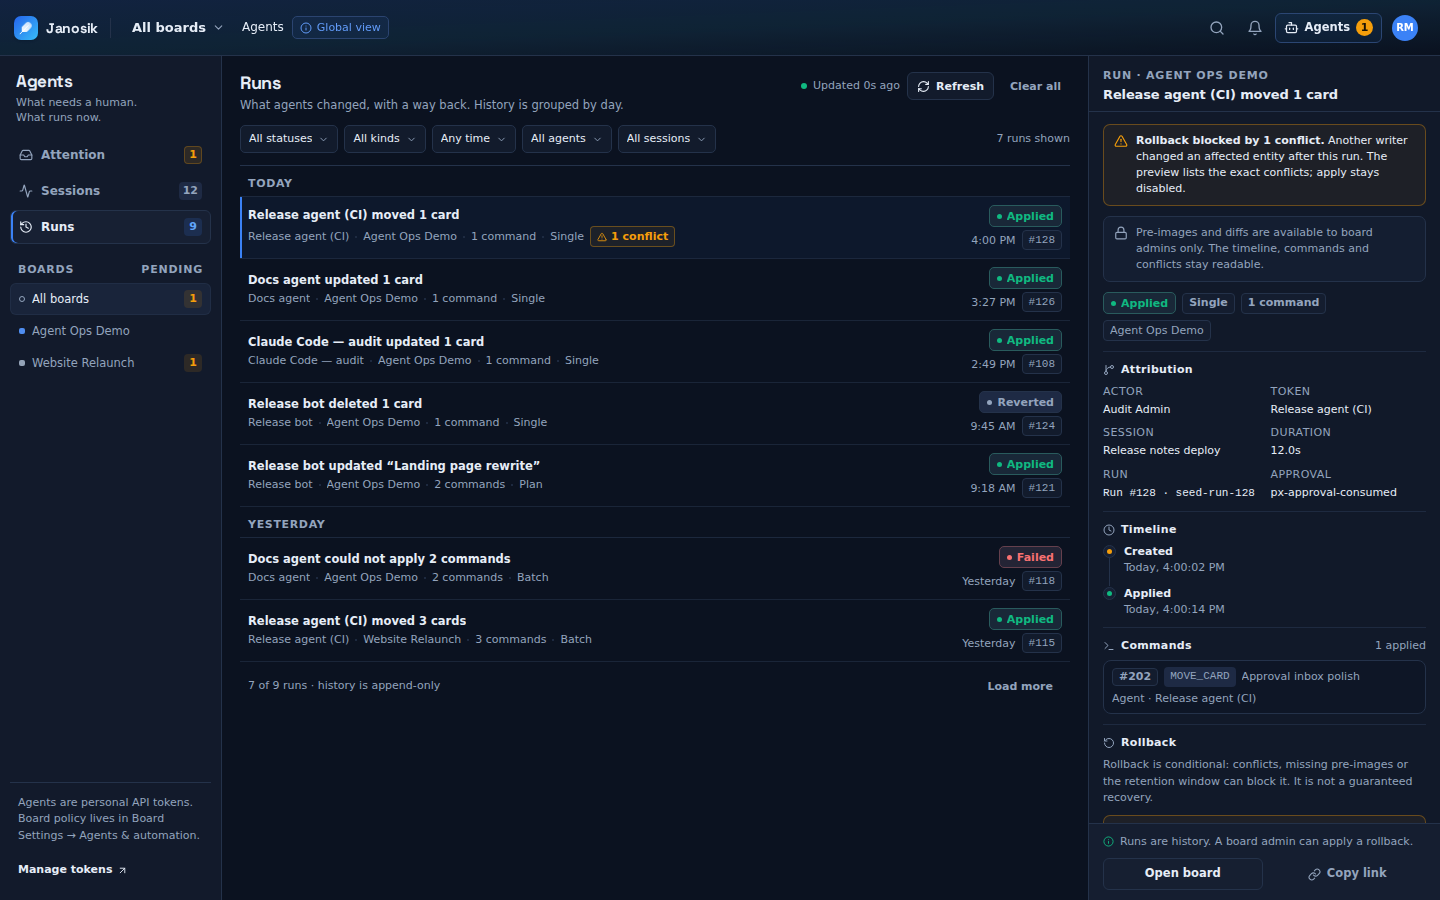 Janosik
All boards
Agents
Global view
Agents 1
RM
Agents
What needs a human.
What runs now.
Attention 1
Sessions 12
Runs 9
BOARDS PENDING
All boards 1
Agent Ops Demo
Website Relaunch 1
Agents are personal API tokens.
Board policy lives in Board
Settings → Agents & automation.
Manage tokens ↗
Runs
What agents changed, with a way back. History is grouped by day.
Updated 0s ago
Refresh
Clear all
All statuses
All kinds
Any time
All agents
All sessions
7 runs shown
TODAY
Release agent (CI) moved 1 card
Applied
Release agent (CI) · Agent Ops Demo · 1 command · Single 1 conflict
4:00 PM #128
Docs agent updated 1 card
Applied
Docs agent · Agent Ops Demo · 1 command · Single
3:27 PM #126
Claude Code — audit updated 1 card
Applied
Claude Code — audit · Agent Ops Demo · 1 command · Single
2:49 PM #108
Release bot deleted 1 card
Reverted
Release bot · Agent Ops Demo · 1 command · Single
9:45 AM #124
Release bot updated “Landing page rewrite”
Applied
Release bot · Agent Ops Demo · 2 commands · Plan
9:18 AM #121
YESTERDAY
Docs agent could not apply 2 commands
Failed
Docs agent · Agent Ops Demo · 2 commands · Batch
Yesterday #118
Release agent (CI) moved 3 cards
Applied
Release agent (CI) · Website Relaunch · 3 commands · Batch
Yesterday #115
7 of 9 runs · history is append-only
Load more
RUN · AGENT OPS DEMO
Release agent (CI) moved 1 card
Rollback blocked by 1 conflict. Another writer
changed an affected entity after this run. The
preview lists the exact conflicts; apply stays
disabled.
Pre-images and diffs are available to board
admins only. The timeline, commands and
conflicts stay readable.
Applied
Single
1 command
Agent Ops Demo
Attribution
ACTOR TOKEN
Audit Admin Release agent (CI)
SESSION DURATION
Release notes deploy 12.0s
RUN APPROVAL
Run #128 · seed-run-128 px-approval-consumed
Timeline
Created
Today, 4:00:02 PM
Applied
Today, 4:00:14 PM
Commands 1 applied
#202 MOVE_CARD Approval inbox polish
Agent · Release agent (CI)
Rollback
Rollback is conditional: conflicts, missing pre-images or
the retention window can block it. It is not a guaranteed
recovery.
Runs are history. A board admin can apply a rollback.
Open board
Copy link